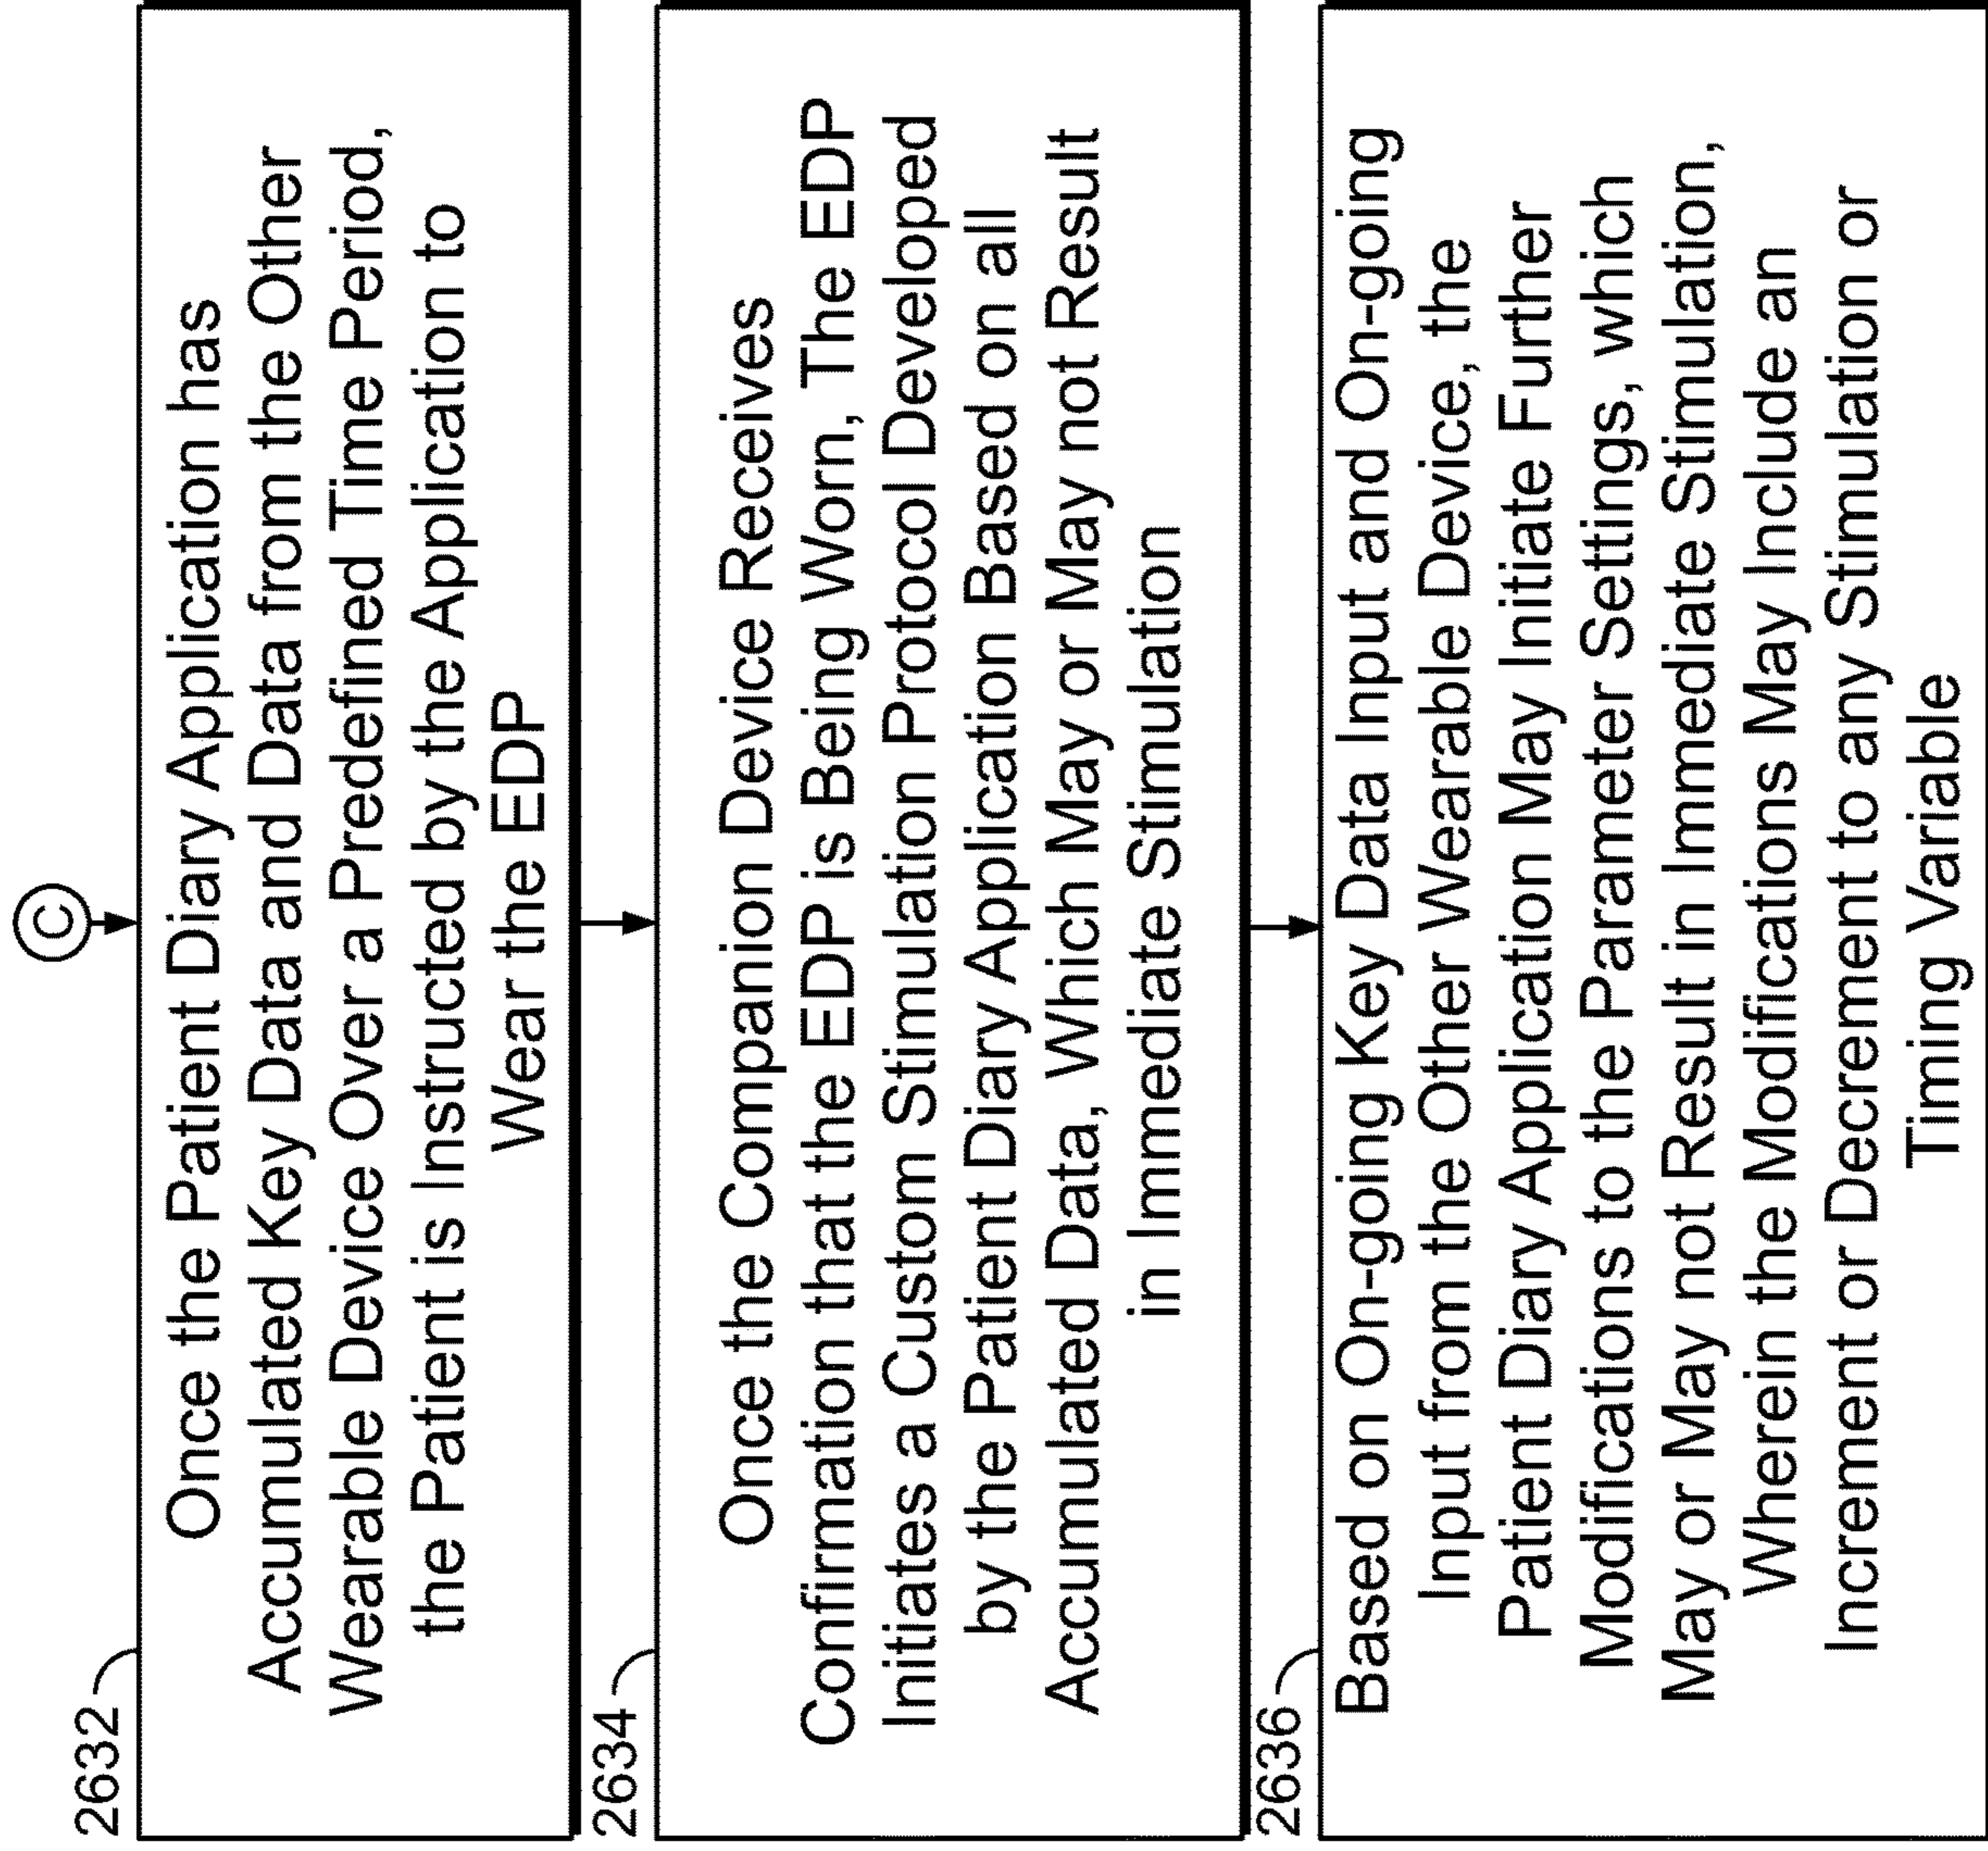 C
2632
Once the Patient Diary Application has
Accumulated Key Data and Data from the Other
Wearable Device Over a Predefined Time Period,
the Patient is Instructed by the Application to
Wear the EDP
2634
Once the Companion Device Receives
Confirmation that the EDP is Being Worn, The EDP
Initiates a Custom Stimulation Protocol Developed
by the Patient Diary Application Based on all
Accumulated Data, Which May or May not Result
in Immediate Stimulation
2636
Based on On-going Key Data Input and On-going
Input from the Other Wearable Device, the
Patient Diary Application May Initiate Further
Modifications to the Parameter Settings, which
May or May not Result in Immediate Stimulation,
Wherein the Modifications May Include an
Increment or Decrement to any Stimulation or
Timing Variable